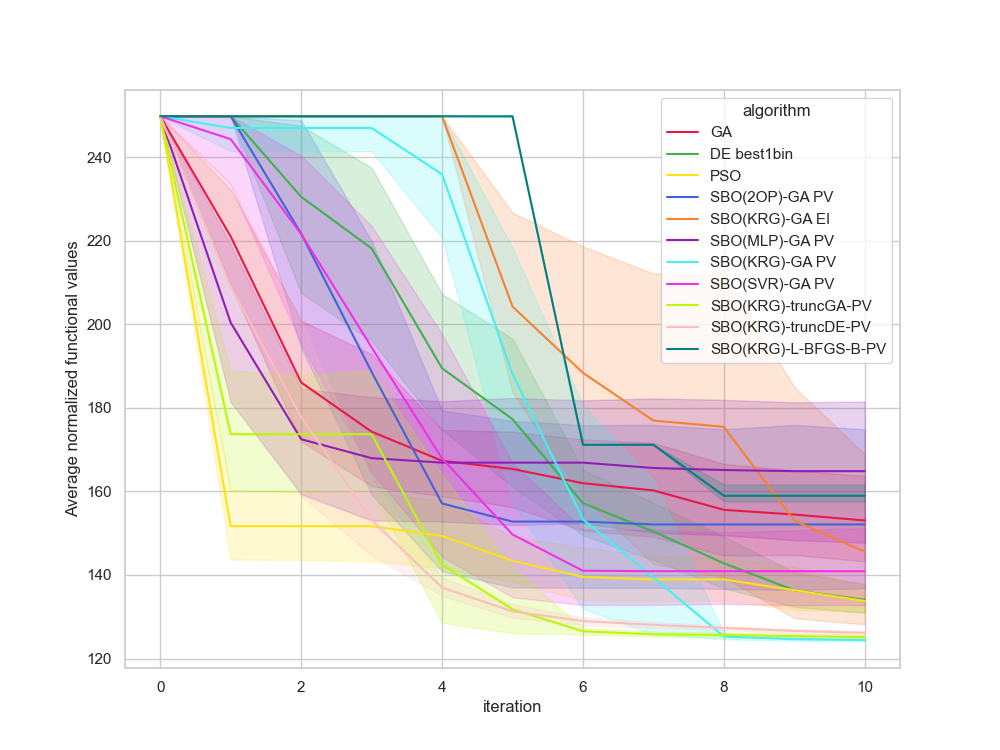 algorithm
GA
DE best1bin
PSO
SBO(2OP)-GA PV
SBO(KRG)-GA EI
SBO(MLP)-GA PV
SBO(KRG)-GA PV
SBO(SVR)-GA PV
SBO(KRG)-truncGA-PV
SBO(KRG)-truncDE-PV
SBO(KRG)-L-BFGS-B-PV
Average normalized functional values
240
220
200
180
160
140
120
0 2 4 6 8 10
iteration